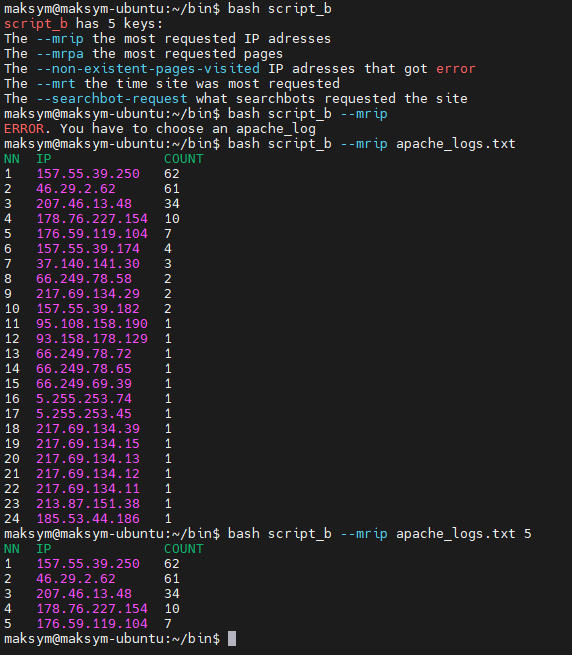 maksym@maksym-ubuntu:~/bin$ bash script_b
script_b has 5 keys:
The --mrip the most requested IP adresses
The --mrpa the most requested pages
The --non-existent-pages-visited IP adresses that got error
The --mrt the time site was most requested
The --searchbot-request what searchbots requested the site
maksym@maksym-ubuntu:~/bin$ bash script_b --mrip
ERROR. You have to choose an apache_log
maksym@maksym-ubuntu:~/bin$ bash script_b --mrip apache_logs.txt
NN IP COUNT
1 157.55.39.250 62
2 46.29.2.62 61
3 207.46.13.48 34
4 178.76.227.154 10
5 176.59.119.104 7
6 157.55.39.174 4
7 37.140.141.30 3
8 66.249.78.58 2
9 217.69.134.29 2
10 157.55.39.182 2
11 95.108.158.190 1
12 93.158.178.129 1
13 66.249.78.72 1
14 66.249.78.65 1
15 66.249.69.39 1
16 5.255.253.74 1
17 5.255.253.45 1
18 217.69.134.39 1
19 217.69.134.15 1
20 217.69.134.13 1
21 217.69.134.12 1
22 217.69.134.11 1
23 213.87.151.38 1
24 185.53.44.186 1
maksym@maksym-ubuntu:~/bin$ bash script_b --mrip apache_logs.txt 5
NN IP COUNT
1 157.55.39.250 62
2 46.29.2.62 61
3 207.46.13.48 34
4 178.76.227.154 10
5 176.59.119.104 7
maksym@maksym-ubuntu:~/bin$